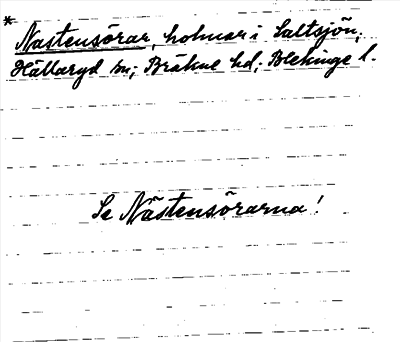 * Nästensörar, holmar i Saltsjön,
Hällaryd sn; Bräkne hd; Blekinge l.
Se Nästensörarna!